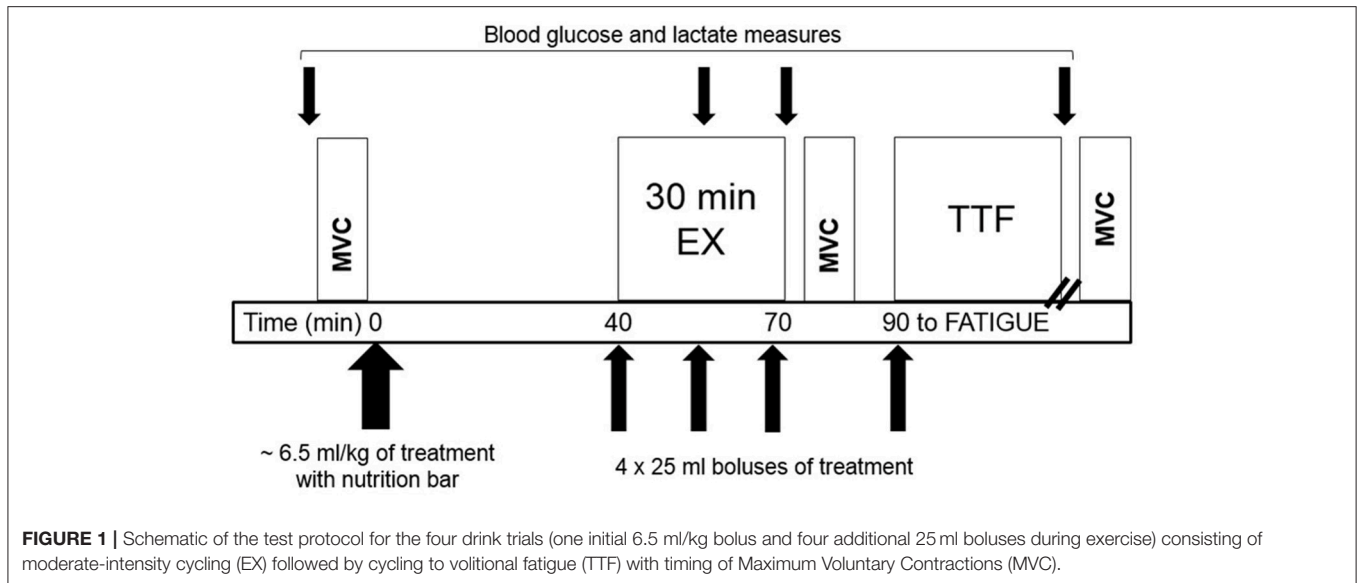 Blood glucose and lactate measures
MVC
30 min
EX
MVC
TTF
MVC
Time (min) 0 40 70 90 to FATIGUE
~ 6.5 ml/kg of treatment
with nutrition bar
4 x 25 ml boluses of treatment
FIGURE 1 | Schematic of the test protocol for the four drink trials (one initial 6.5 ml/kg bolus and four additional 25 ml boluses during exercise) consisting of
moderate-intensity cycling (EX) followed by cycling to volitional fatigue (TTF) with timing of Maximum Voluntary Contractions (MVC).